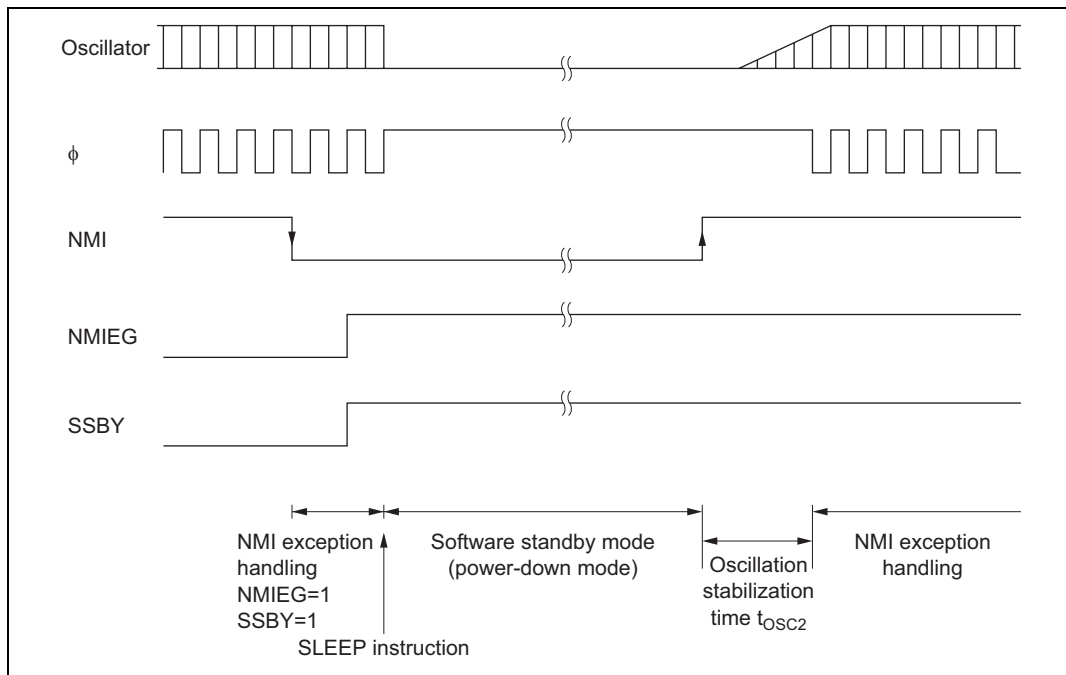 Oscillator
ϕ
NMI
NMIEG
SSBY
NMI exception
handling
NMIEG=1
SSBY=1
SLEEP instruction
Software standby mode
(power-down mode)
Oscillation
stabilization
time tOSC2
NMI exception
handling